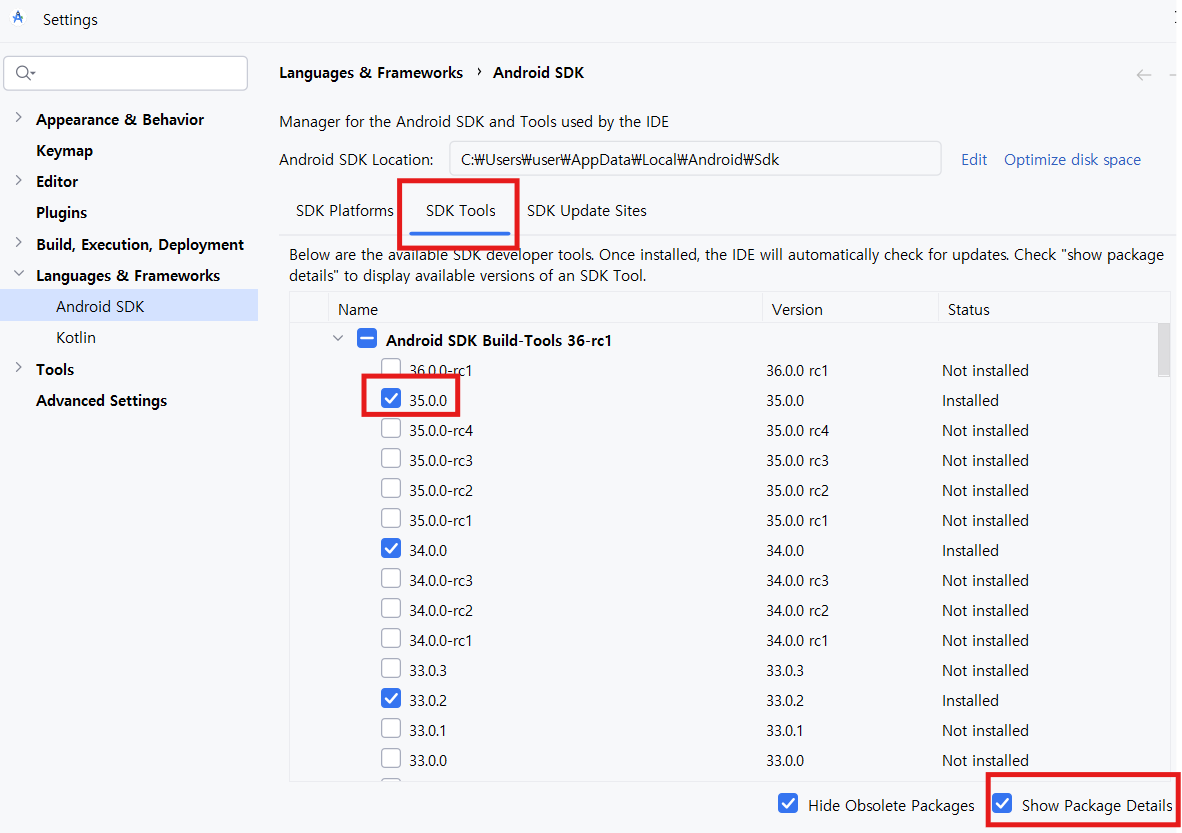 Settings
Languages & Frameworks › Android SDK
Appearance & Behavior
Keymap
Editor
Plugins
Build, Execution, Deployment
Languages & Frameworks
Android SDK
Kotlin
Tools
Advanced Settings
Manager for the Android SDK and Tools used by the IDE
Android SDK Location: C:₩Users₩user₩AppData₩Local₩Android₩Sdk Edit Optimize disk space
SDK Platforms SDK Tools SDK Update Sites
Below are the available SDK developer tools. Once installed, the IDE will automatically check for updates. Check "show package
details" to display available versions of an SDK Tool.
Name Version Status
Android SDK Build-Tools 36-rc1
36.0.0-rc1 36.0.0 rc1 Not installed
35.0.0 35.0.0 Installed
35.0.0-rc4 35.0.0 rc4 Not installed
35.0.0-rc3 35.0.0 rc3 Not installed
35.0.0-rc2 35.0.0 rc2 Not installed
35.0.0-rc1 35.0.0 rc1 Not installed
34.0.0 34.0.0 Installed
34.0.0-rc3 34.0.0 rc3 Not installed
34.0.0-rc2 34.0.0 rc2 Not installed
34.0.0-rc1 34.0.0 rc1 Not installed
33.0.3 33.0.3 Not installed
33.0.2 33.0.2 Installed
33.0.1 33.0.1 Not installed
33.0.0 33.0.0 Not installed
Hide Obsolete Packages Show Package Details